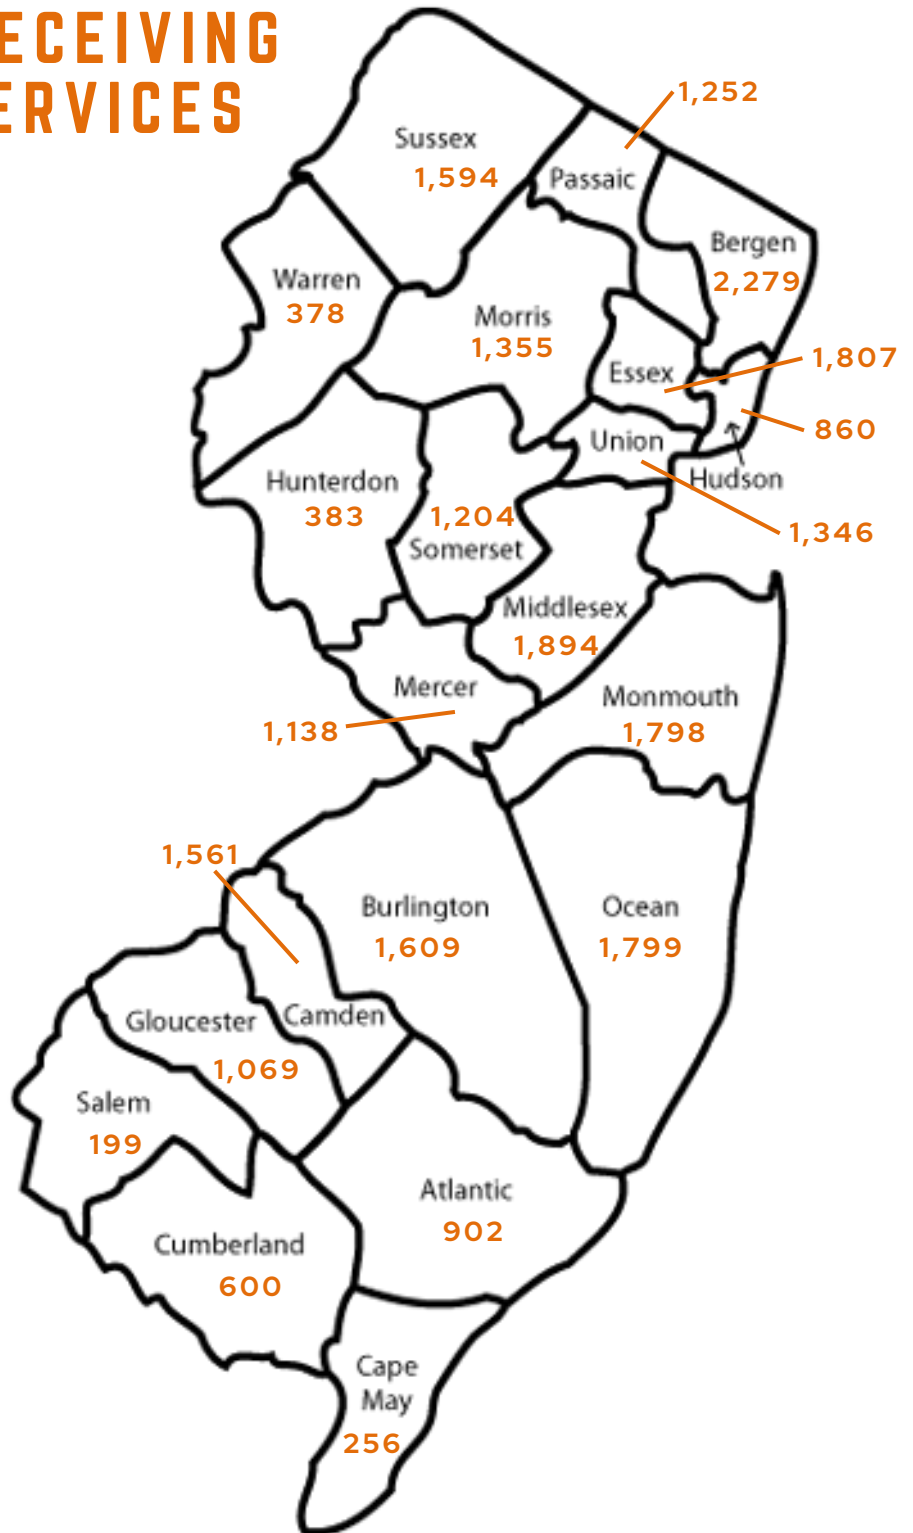 ECEIVING
ERVICES
1,252
Sussex
1,594
Passaic
Bergen
2,279
Warren
378
Morris
1,355
Essex
1,807
860
Union
Hudson
1,346
Hunterdon
383
1,204
Somerset
Middlesex
1,894
Mercer
1,138
Monmouth
1,798
1,561
Burlington
1,609
Ocean
1,799
Gloucester
1,069
Camden
Salem
199
Atlantic
902
Cumberland
600
Cape
May
256